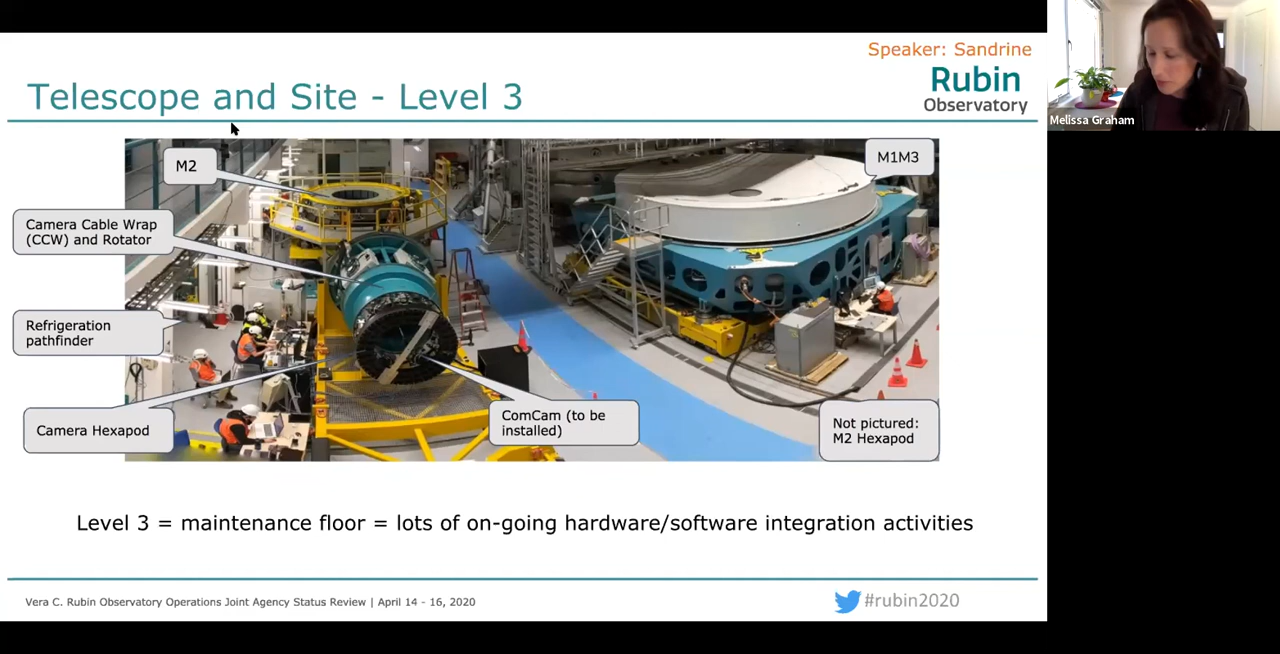 Speaker: Sandrine
Rubin
Observatory
Telescope and Site - Level 3
M2
M1M3
Camera Cable Wrap
(CCW) and Rotator
Refrigeration
pathfinder
Camera Hexapod
ComCam (to be
installed)
Not pictured:
M2 Hexapod
Level 3 = maintenance floor = lots of on-going hardware/software integration activities
Vera C. Rubin Observatory Operations Joint Agency Status Review | April 14 - 16, 2020
#rubin2020
Melissa Graham